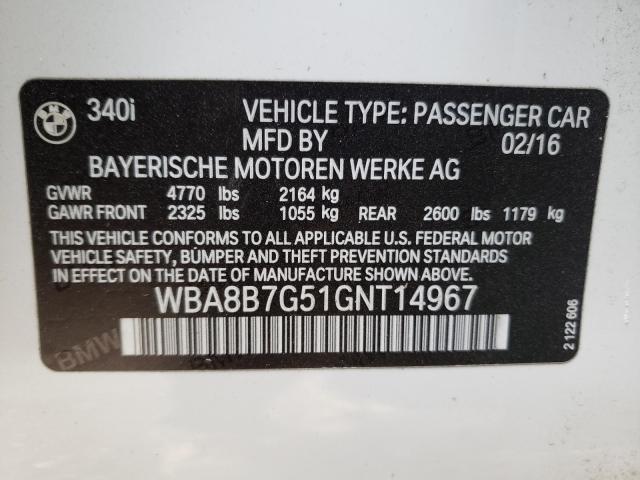 340i VEHICLE TYPE: PASSENGER CAR
MFD BY 02/16
BAYERISCHE MOTOREN WERKE AG
GVWR 4770 lbs 2164 kg
GAWR FRONT 2325 lbs 1055 kg REAR 2600 lbs 1179 kg
THIS VEHICLE CONFORMS TO ALL APPLICABLE U.S. FEDERAL MOTOR
VEHICLE SAFETY, BUMPER AND THEFT PREVENTION STANDARDS
IN EFFECT ON THE DATE OF MANUFACTURE SHOWN ABOVE.
WBA8B7G51GNT14967
BMW
2 122 606